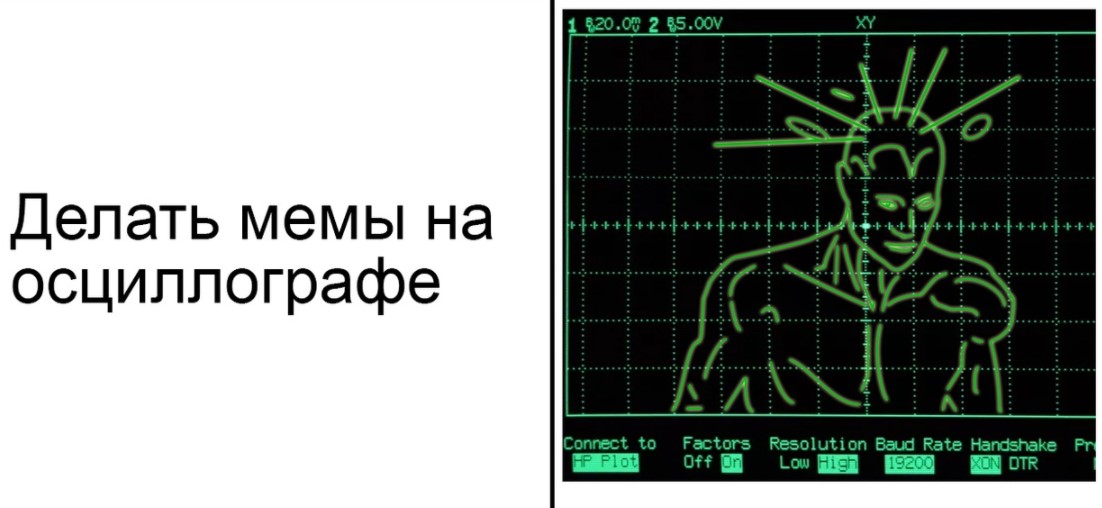 Делать мемы на
осциллографе
1 20.0 2 5.00V XY
Connect to Factors Resolution Baud Rate Handshake
HP Plot Off On Low High 19200 XON DTR